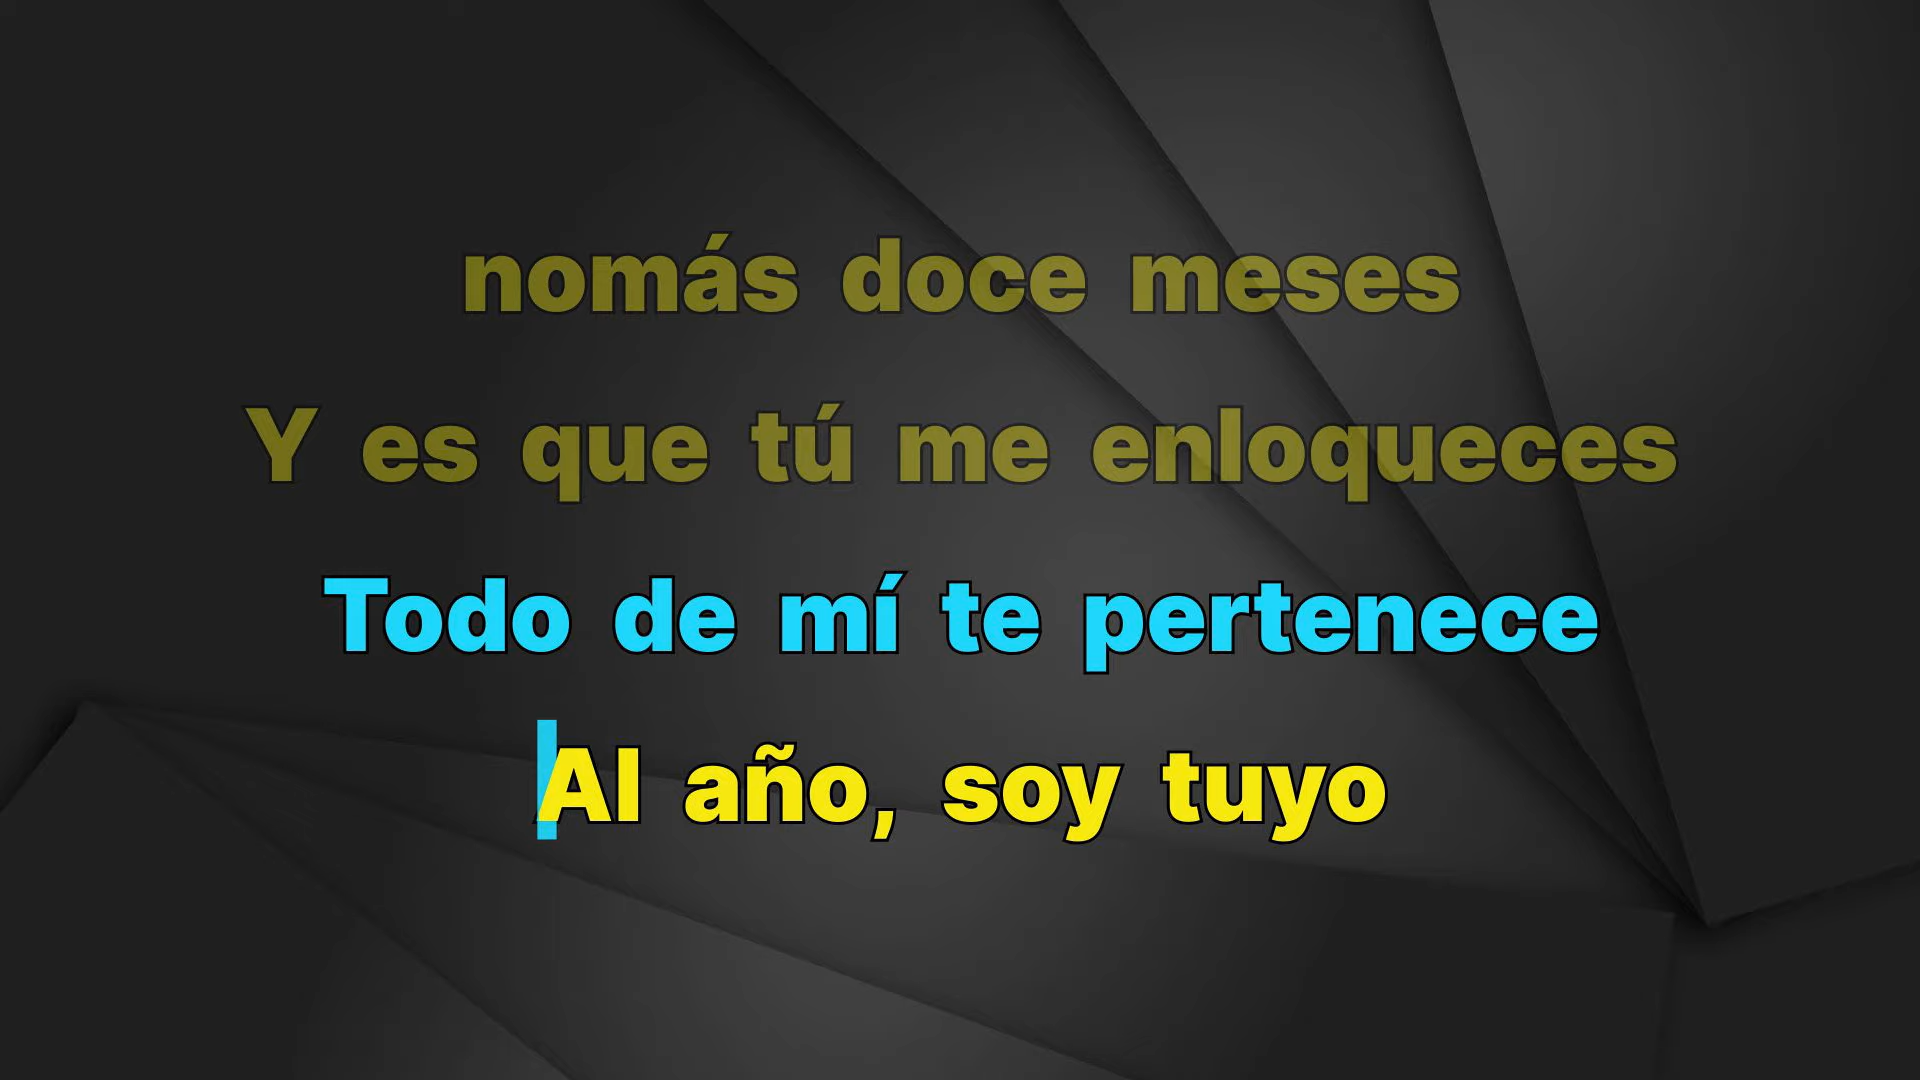 nomás doce meses
Y es que tú me enloqueces
Todo de mí te pertenece
Al año, soy tuyo